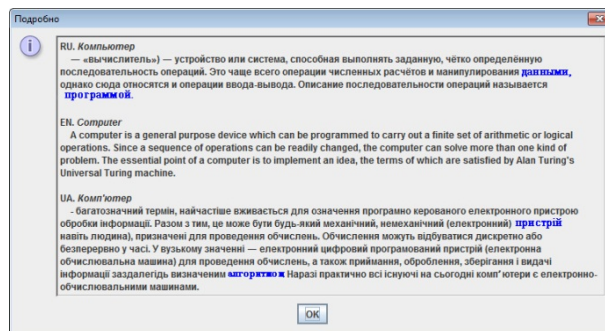 Подробно
RU. Компьютер
— «вычислитель») — устройство или система, способная выполнять заданную, чётко определённую
последовательность операций. Это чаще всего операции численных расчётов и манипулирования данными,
однако сюда относятся и операции ввода-вывода. Описание последовательности операций называется
программой.
EN. Computer
A computer is a general purpose device which can be programmed to carry out a finite set of arithmetic or logical
operations. Since a sequence of operations can be readily changed, the computer can solve more than one kind of
problem. The essential point of a computer is to implement an idea, the terms of which are satisfied by Alan Turing's
Universal Turing machine.
UA. Комп'ютер
- багатозначний термін, найчастіше вживається для означення програмно керованого електронного пристрою
обробки інформації. Разом з тим, це може бути будь-який механічний, немеханічний (електронний) пристрій
навіть людина), призначені для проведення обчислень. Обчислення можуть відбуватися дискретно або
безперервно у часі. У вузькому значенні — електронний цифровий програмований пристрій (електронна
обчислювальна машина) для проведення обчислень, а також приймання, оброблення, зберігання і видачі
інформації заздалегідь визначеним алгоритмом Наразі практично всі існуючі на сьогодні комп'ютери є електронно-
обчислювальними машинами.
OK